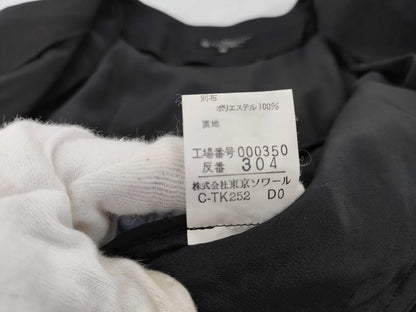 別布
ポリエステル100%
裏地
工場番号 000350
反番 304
株式会社東京ソワール
C-TK252 D0